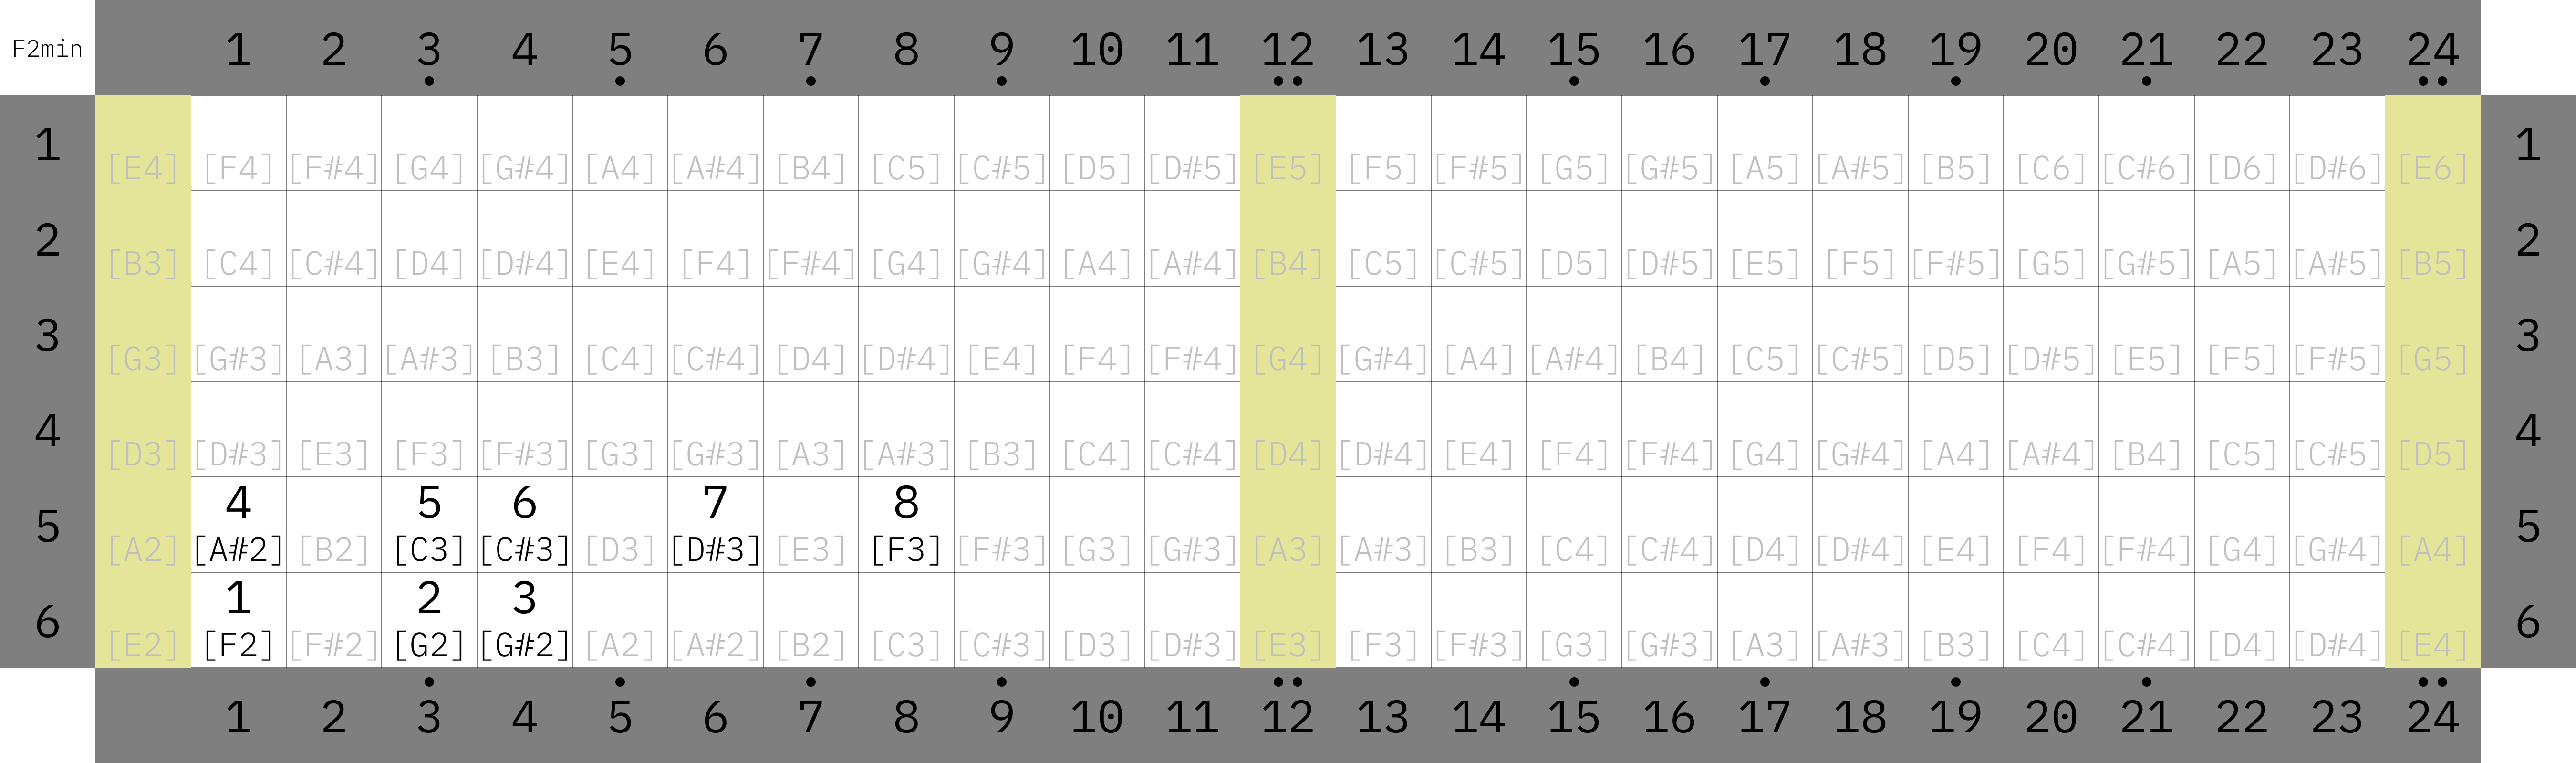 F2min 1 2 3 4 5 6 7 8 9 10 11 12 13 14 15 16 17 18 19 20 21 22 23 24
1 [E4] [F4] [F#4] [G4] [G#4] [A4] [A#4] [B4] [C5] [C#5] [D5] [D#5] [E5] [F5] [F#5] [G5] [G#5] [A5] [A#5] [B5] [C6] [C#6] [D6] [D#6] [E6] 1
2 [B3] [C4] [C#4] [D4] [D#4] [E4] [F4] [F#4] [G4] [G#4] [A4] [A#4] [B4] [C5] [C#5] [D5] [D#5] [E5] [F5] [F#5] [G5] [G#5] [A5] [A#5] [B5] 2
3 [G3] [G#3] [A3] [A#3] [B3] [C4] [C#4] [D4] [D#4] [E4] [F4] [F#4] [G4] [G#4] [A4] [A#4] [B4] [C5] [C#5] [D5] [D#5] [E5] [F5] [F#5] [G5] 3
4 [D3] [D#3] [E3] [F3] [F#3] [G3] [G#3] [A3] [A#3] [B3] [C4] [C#4] [D4] [D#4] [E4] [F4] [F#4] [G4] [G#4] [A4] [A#4] [B4] [C5] [C#5] [D5] 4
4 5 6 7 8
5 [A2] [A#2] [B2] [C3] [C#3] [D3] [D#3] [E3] [F3] [F#3] [G3] [G#3] [A3] [A#3] [B3] [C4] [C#4] [D4] [D#4] [E4] [F4] [F#4] [G4] [G#4] [A4] 5
1 2 3
6 [E2] [F2] [F#2] [G2] [G#2] [A2] [A#2] [B2] [C3] [C#3] [D3] [D#3] [E3] [F3] [F#3] [G3] [G#3] [A3] [A#3] [B3] [C4] [C#4] [D4] [D#4] [E4] 6
1 2 3 4 5 6 7 8 9 10 11 12 13 14 15 16 17 18 19 20 21 22 23 24